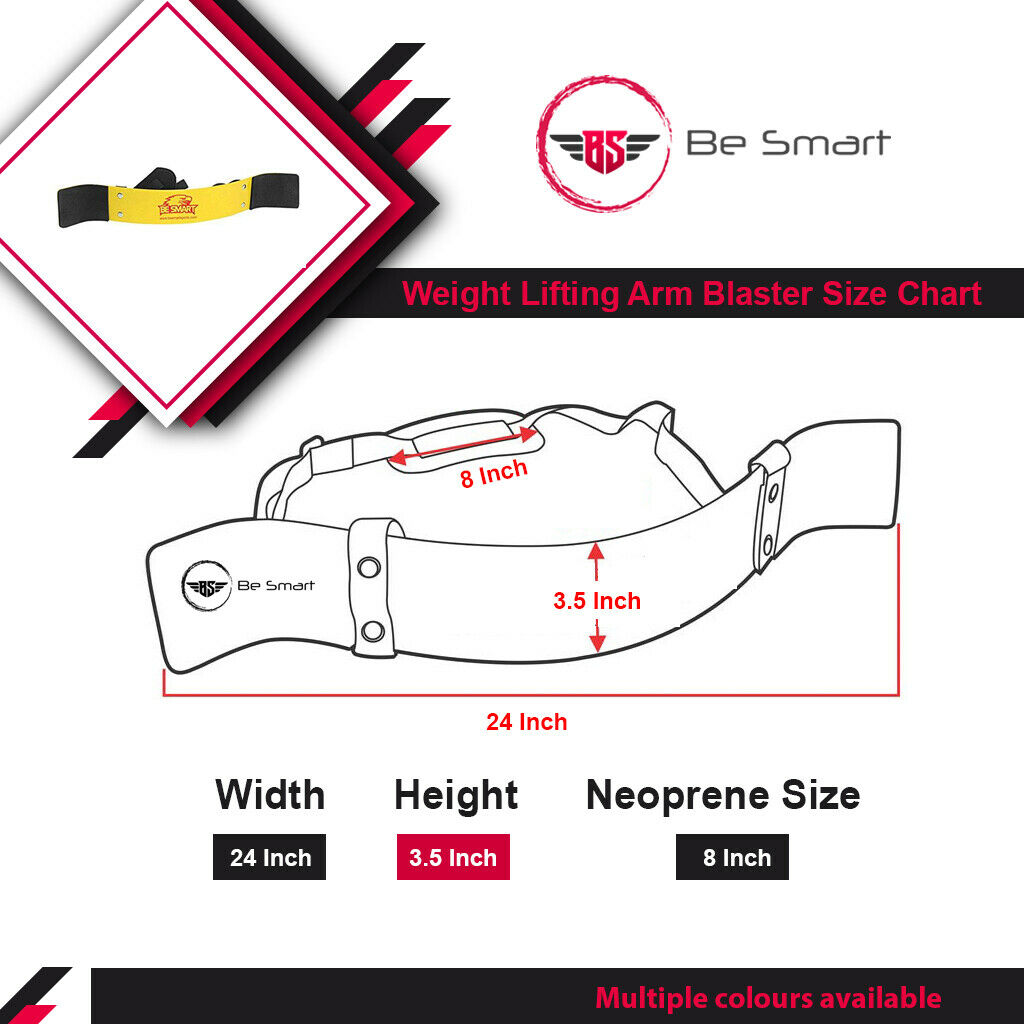 BS
Be Smart
BE SMART
Weight Lifting Arm Blaster Size Chart
8 Inch
3.5 Inch
BS
Be Smart
24 Inch
Width
Height
Neoprene Size
24 Inch
3.5 Inch
8 Inch
Multiple colours available